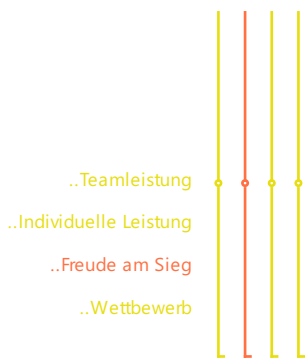 ..Teamleistung
..Individuelle Leistung
..Freude am Sieg
..Wettbewerb